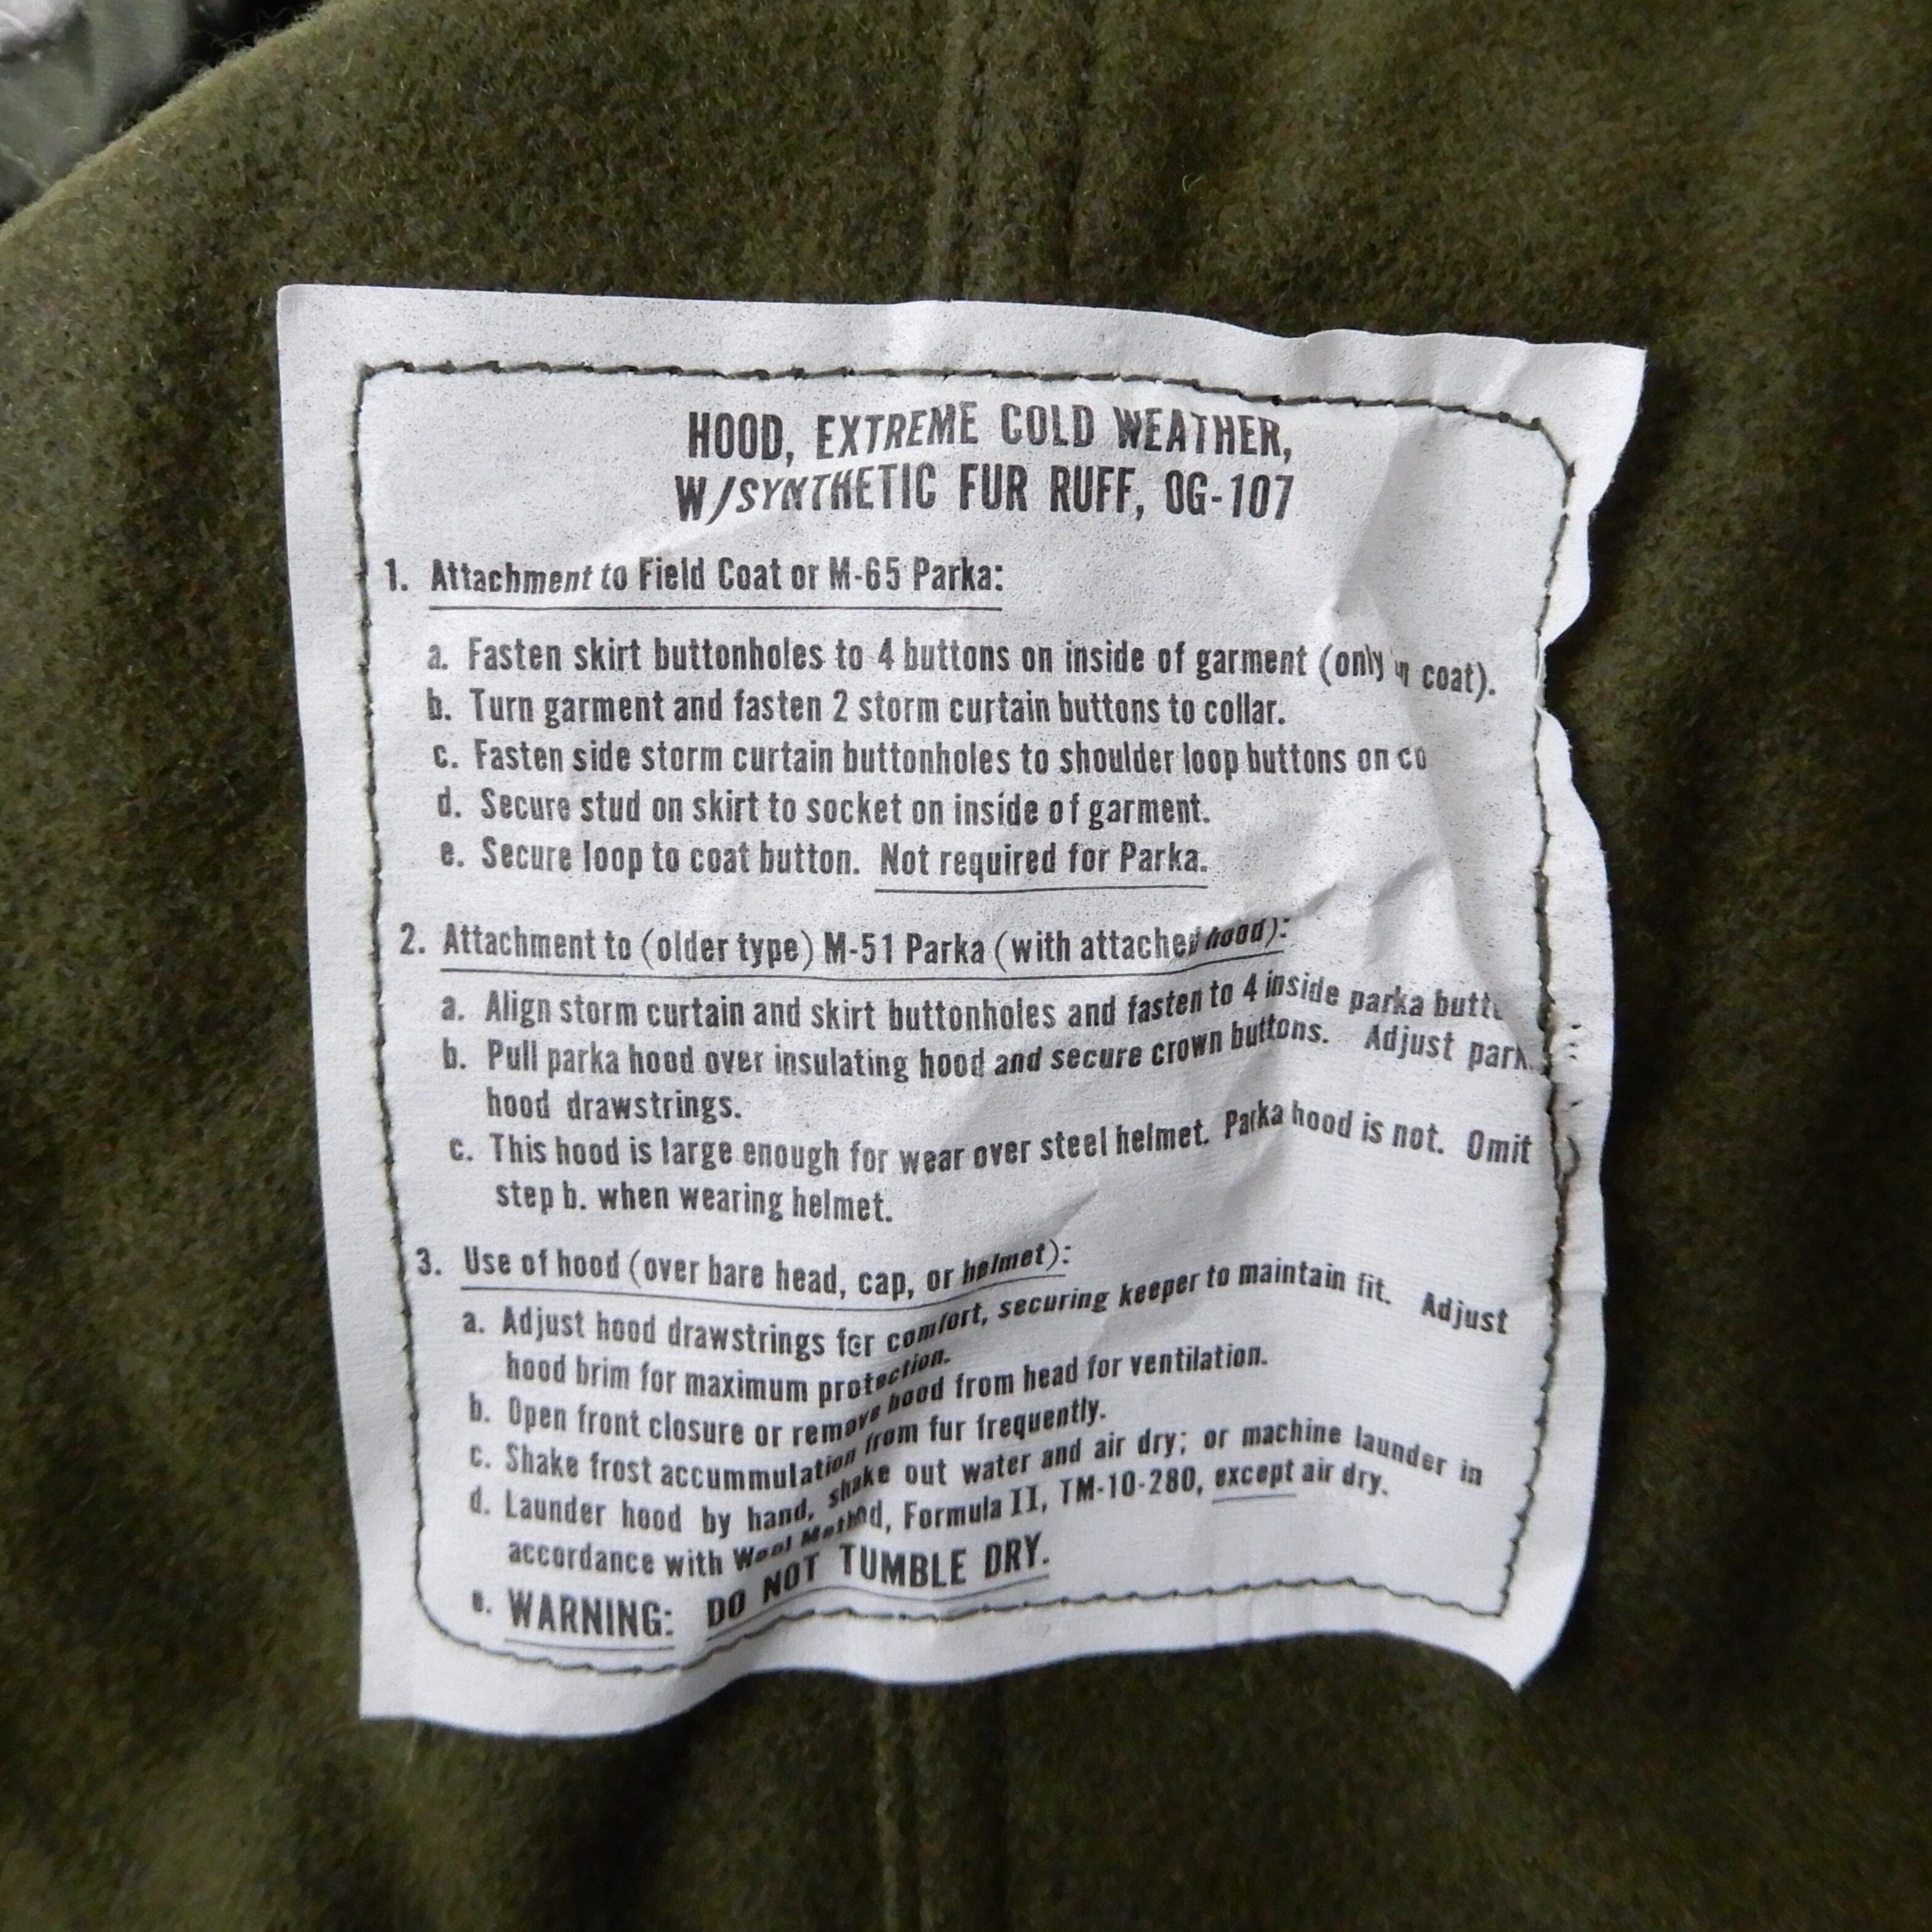 HOOD, EXTREME COLD WEATHER,
W/SYNTHETIC FUR RUFF, OG-107
1. Attachment to Field Coat or M-65 Parka:
a. Fasten skirt buttonholes to 4 buttons on inside of garment (only coat).
b. Turn garment and fasten 2 storm curtain buttons to collar.
c. Fasten side storm curtain buttonholes to shoulder loop buttons on
d. Secure stud on skirt to socket on inside of garment.
e. Secure loop to coat button. Not required for Parka.
2. Attachment to (older type) M-51 Parka (with attached hood):
a. Align storm curtain and skirt buttonholes and fasten to 4 inside parka
b. Pull parka hood over insulating hood and secure crown buttons. Adjust
hood drawstrings.
c. This hood is large enough for wear over steel helmet. Parka hood is not. Omit
step b. when wearing helmet.
3. Use of hood (over bare head, cap, or helmet):
a. Adjust hood drawstrings for comfort, securing keeper to maintain fit. Adjust
hood brim for maximum protection.
b. Open front closure or remove hood from head for ventilation.
c. Shake frost accummulation from fur frequently.
d. Launder hood by hand, shake out water and air dry; or machine launder in
accordance with Wool Method, Formula II, TM-10-280, except air dry.
e. WARNING: DO NOT TUMBLE DRY.